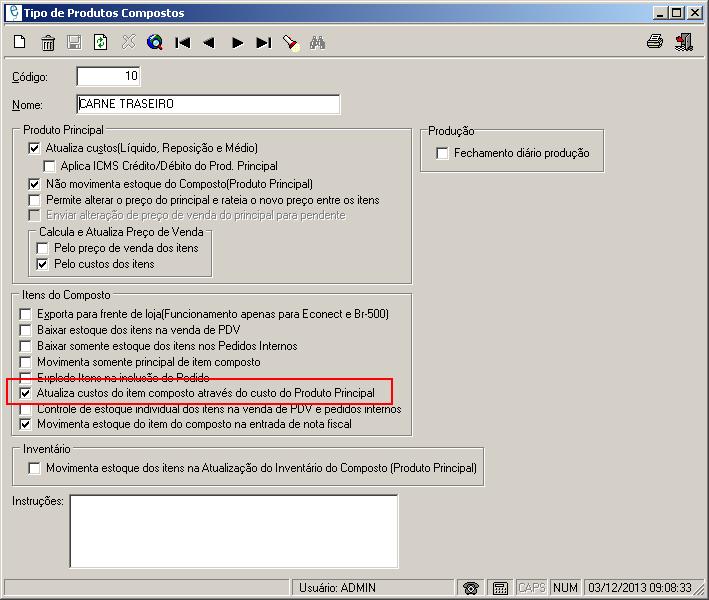 Tipo de Produtos Compostos
Código: 10
Nome: CARNE TRASEIRO
Produto Principal
Atualiza custos(Líquido, Reposição e Médio)
Aplica ICMS Crédito/Débito do Prod. Principal
Não movimenta estoque do Composto(Produto Principal)
Permite alterar o preço do principal e rateia o novo preço entre os itens
Enviar alteração de preço de venda do principal para pendente
Calcula e Atualiza Preço de Venda
Pelo preço de venda dos itens
Pelo custos dos itens
Produção
Fechamento diário produção
Itens do Composto
Exporta para frente de loja(Funcionamento apenas para Econect e Br-500)
Baixar estoque dos itens na venda de PDV
Baixar somente estoque dos itens nos Pedidos Internos
Movimenta somente principal de item composto
Explode Itens na inclusão de Pedido
Atualiza custos do item composto através do custo do Produto Principal
Controle de estoque individual dos itens na venda de PDV e pedidos internos
Movimenta estoque do item do composto na entrada de nota fiscal
Inventário
Movimenta estoque dos itens na Atualização do Inventário do Composto (Produto Principal)
Instruções:
Usuário: ADMIN CAPS NUM 03/12/2013 09:08:33